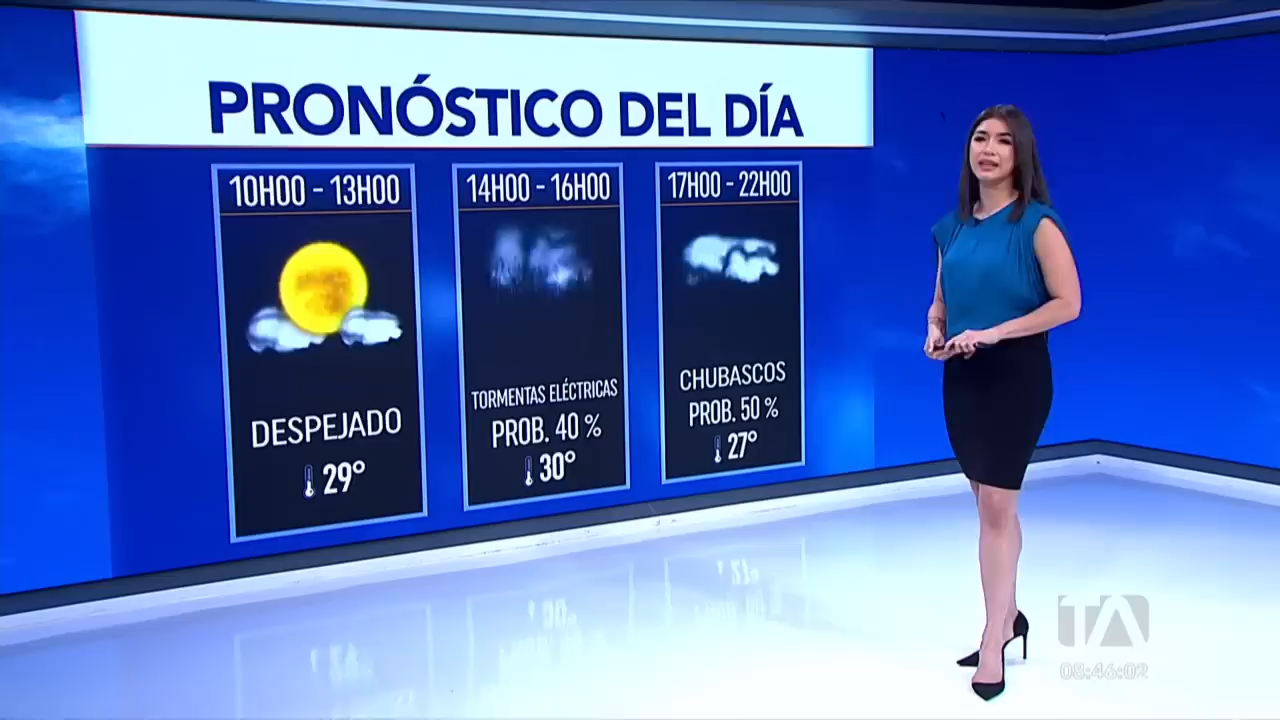 PRONÓSTICO DEL DÍA
10H00 - 13H00
DESPEJADO
29°
14H00 - 16H00
TORMENTAS ELÉCTRICAS
PROB. 40 %
30°
17H00 - 22H00
CHUBASCOS
PROB. 50 %
27°
TA
08:46:02